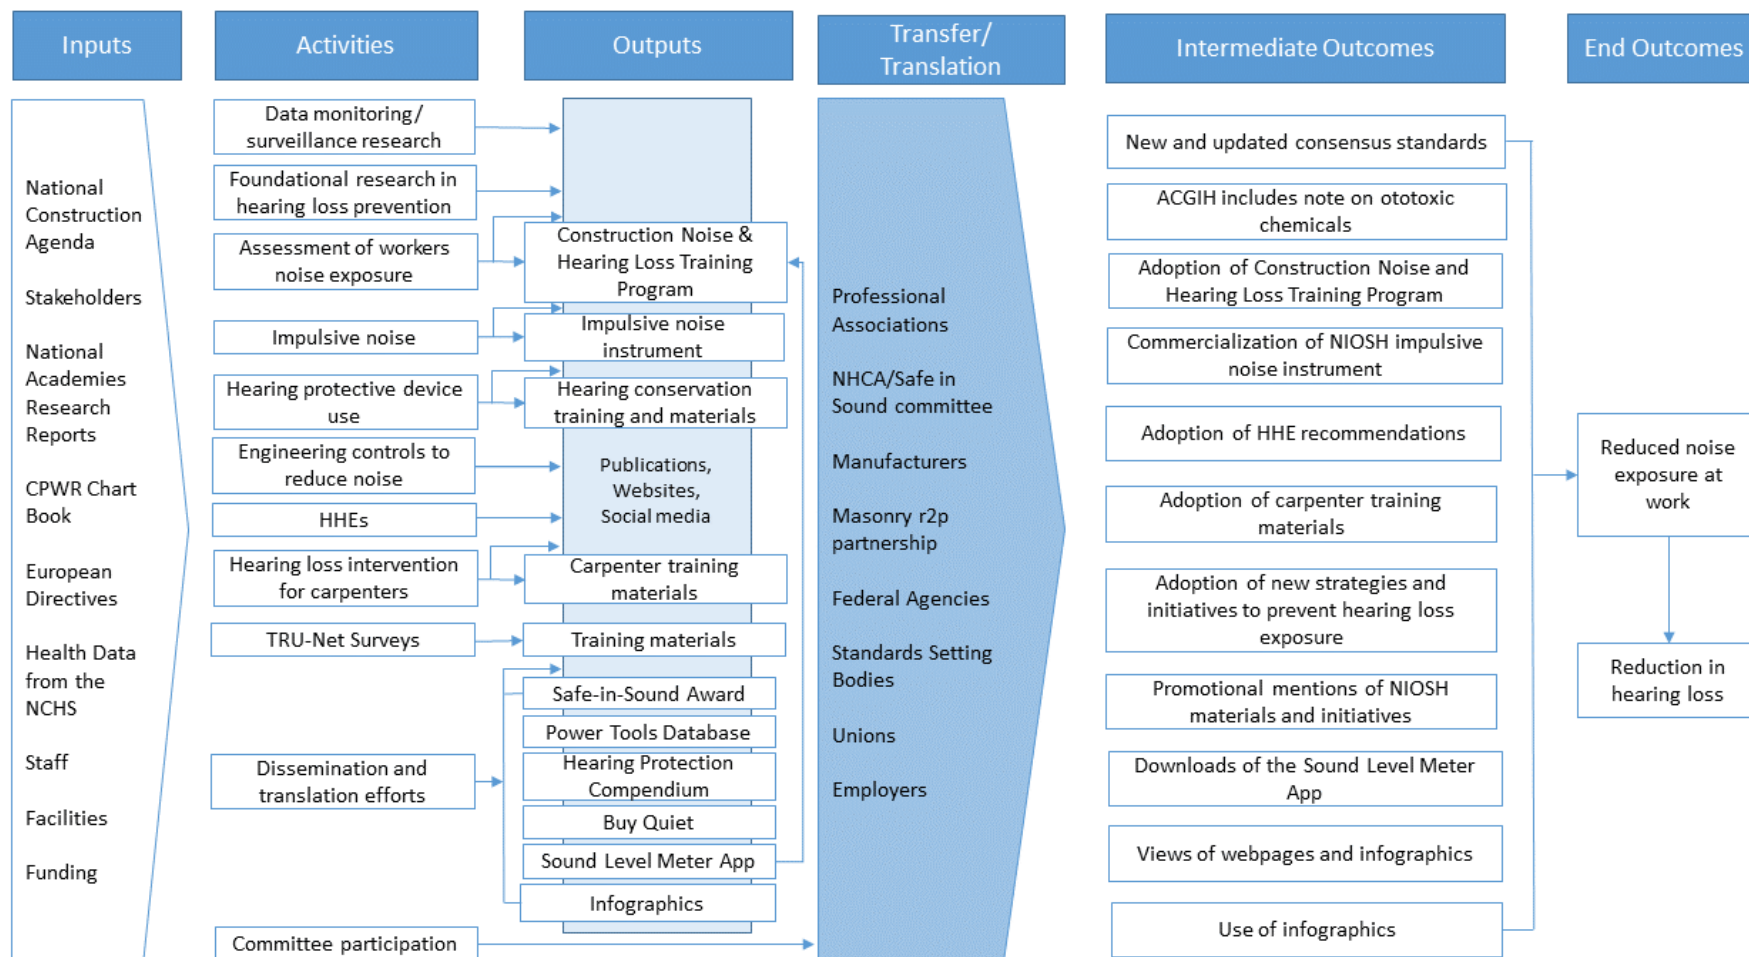 Inputs
Activities
Outputs
Transfer/
Translation
Intermediate Outcomes
End Outcomes
National
Construction
Agenda
Stakeholders
National
Academies
Research
Reports
CPWR Chart
Book
European
Directives
Health Data
from the
NCHS
Staff
Facilities
Funding
Data monitoring/
surveillance research
Foundational research in
hearing loss prevention
Assessment of workers
noise exposure
Impulsive noise
Hearing protective device
use
Engineering controls to
reduce noise
HHEs
Hearing loss intervention
for carpenters
TRU-Net Surveys
Dissemination and
translation efforts
Committee participation
Construction Noise &
Hearing Loss Training
Program
Impulsive noise
instrument
Hearing conservation
training and materials
Publications,
Websites,
Social media
Carpenter training
materials
Training materials
Safe-in-Sound Award
Power Tools Database
Hearing Protection
Compendium
Buy Quiet
Sound Level Meter App
Infographics
Professional
Associations
NHCA/Safe in
Sound committee
Manufacturers
Masonry r2p
partnership
Federal Agencies
Standards Setting
Bodies
Unions
Employers
New and updated consensus standards
ACGIH includes note on ototoxic
chemicals
Adoption of Construction Noise and
Hearing Loss Training Program
Commercialization of NIOSH impulsive
noise instrument
Adoption of HHE recommendations
Adoption of carpenter training
materials
Adoption of new strategies and
initiatives to prevent hearing loss
exposure
Promotional mentions of NIOSH
materials and initiatives
Downloads of the Sound Level Meter
App
Views of webpages and infographics
Use of infographics
Reduced noise
exposure at
work
Reduction in
hearing loss